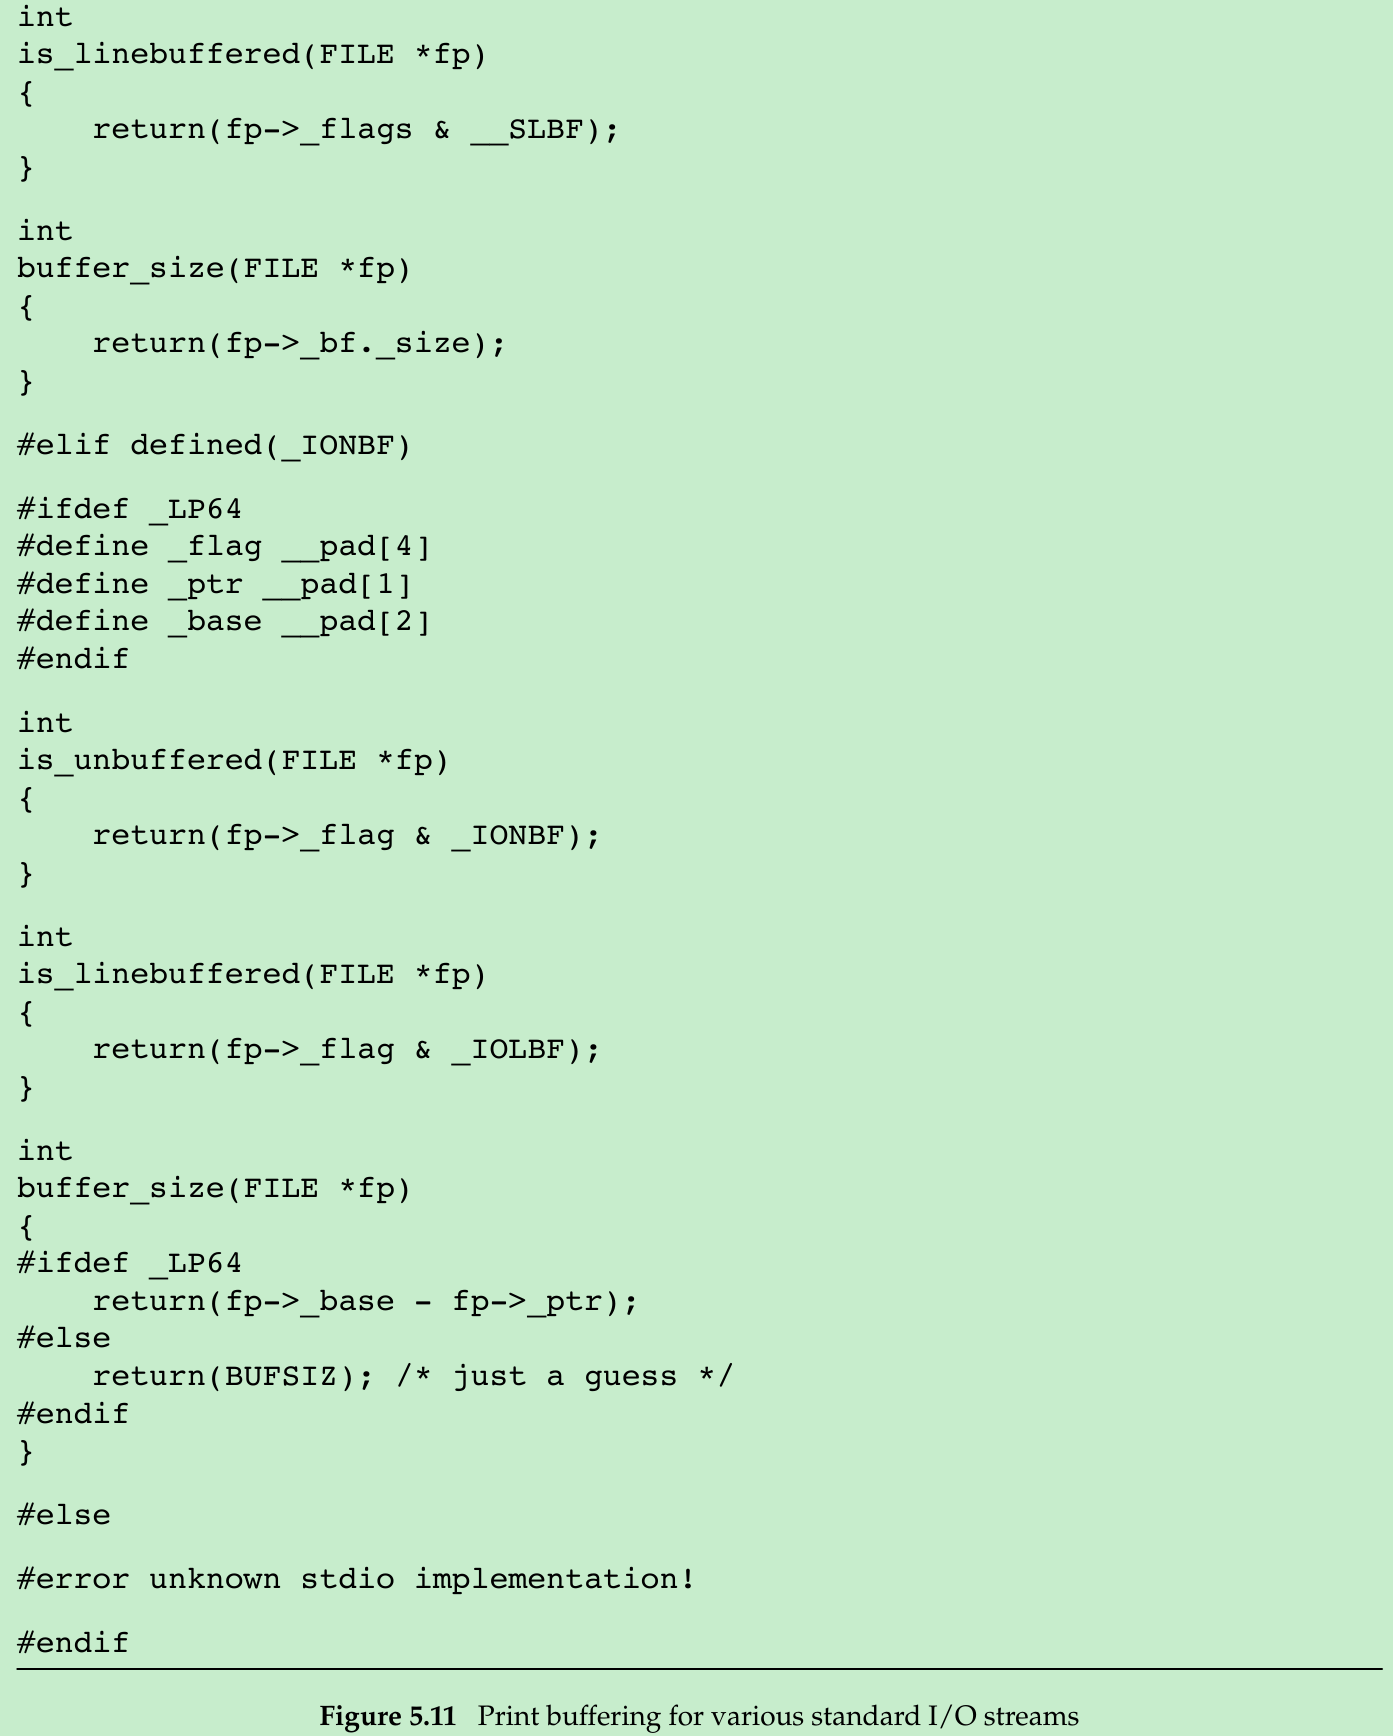 int
is_linebuffered(FILE *fp)
{
    return(fp->_flags & __SLBF);
}

int
buffer_size(FILE *fp)
{
    return(fp->_bf._size);
}

#elif defined(_IONBF)

#ifdef _LP64
#define _flag __pad[4]
#define _ptr __pad[1]
#define _base __pad[2]
#endif

int
is_unbuffered(FILE *fp)
{
    return(fp->_flag & _IONBF);
}

int
is_linebuffered(FILE *fp)
{
    return(fp->_flag & _IOLBF);
}

int
buffer_size(FILE *fp)
{
#ifdef _LP64
    return(fp->_base - fp->_ptr);
#else
    return(BUFSIZ); /* just a guess */
#endif
}

#else

#error unknown stdio implementation!

#endif
Figure 5.11 Print buffering for various standard I/O streams